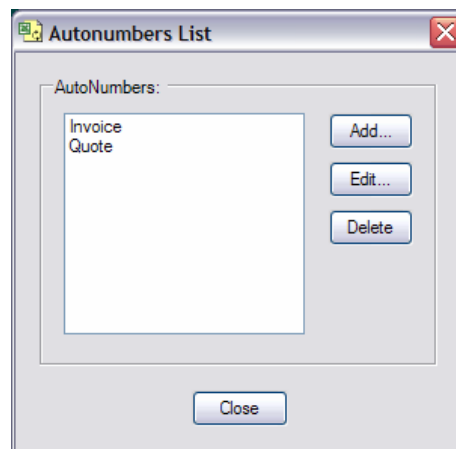 Autonumbers List
AutoNumbers:
Invoice
Quote
Add...
Edit...
Delete
Close